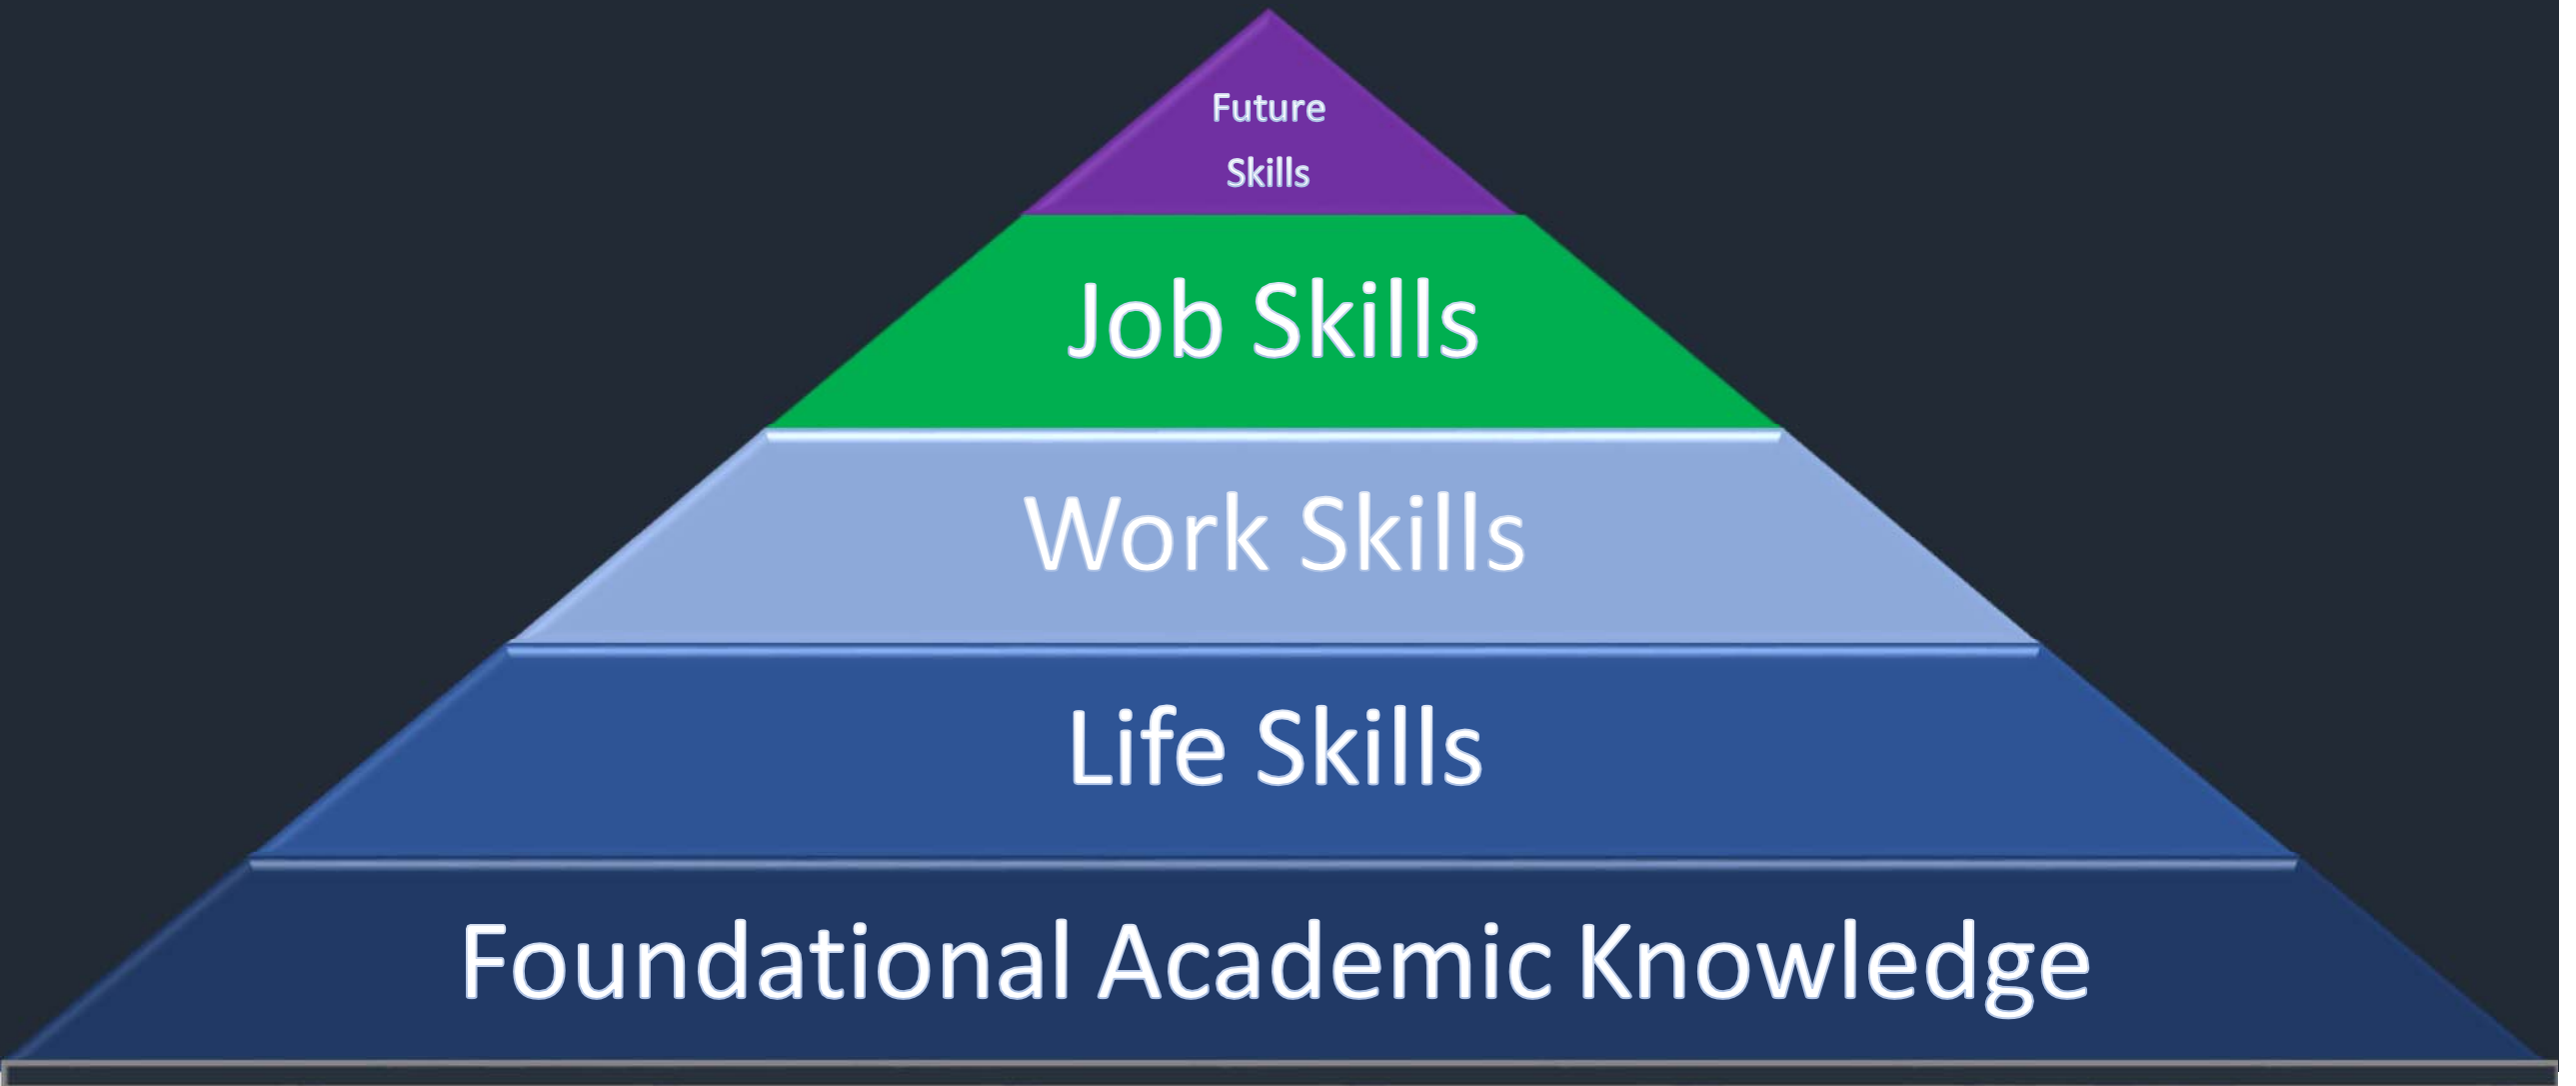 Future
Skills
Job Skills
Work Skills
Life Skills
Foundational Academic Knowledge